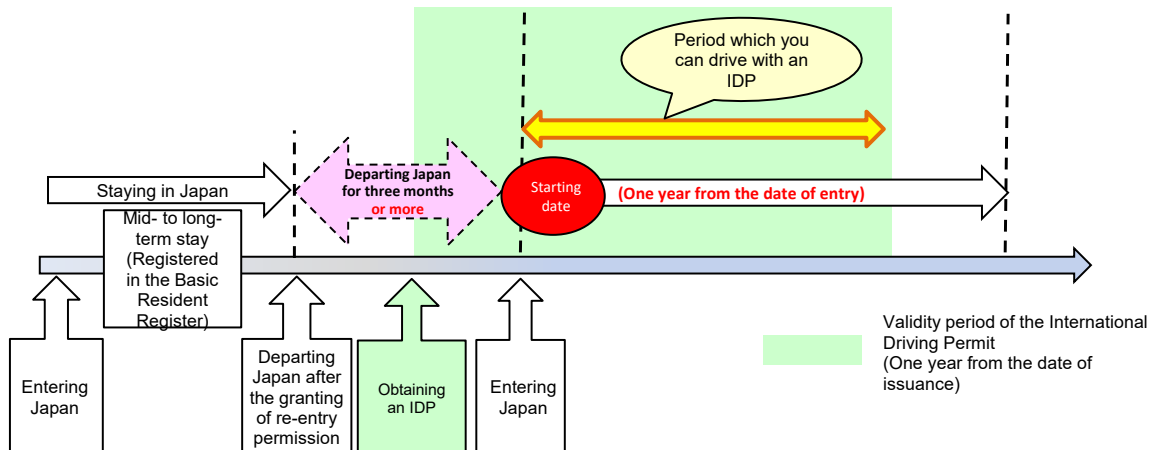 Period which you
can drive with an
IDP
Staying in Japan
Departing Japan
for three months
or more
Starting
date
(One year from the date of entry)
Mid- to long-
term stay
(Registered
in the Basic
Resident
Register)
Entering
Japan
Departing
Japan after
the granting
of re-entry
permission
Obtaining
an IDP
Entering
Japan
Validity period of the International
Driving Permit
(One year from the date of
issuance)